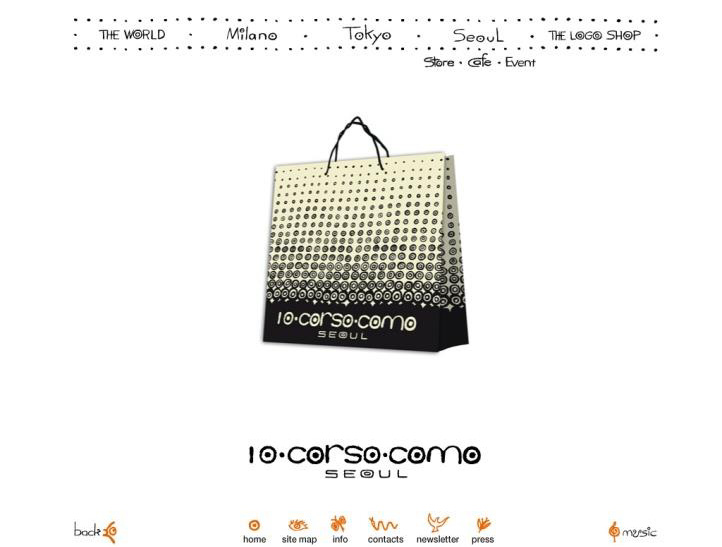 THE WORLD · Milano · Tokyo · Seoul · THE LOGO SHOP
Store · Cafe · Event
10·corso·como
SEOUL
10·corso·como
SEOUL
back
home site map info contacts newsletter press
music